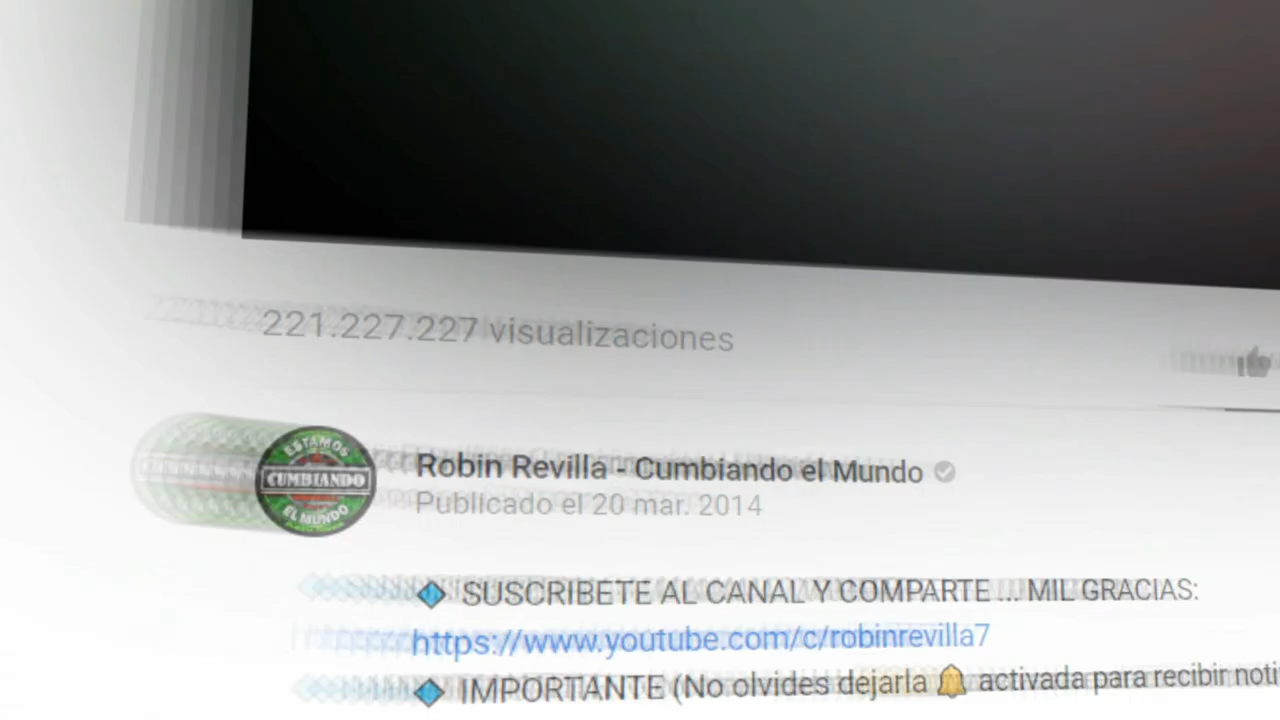 221.227.227 visualizaciones
ESTAMOS
CUMBIANDO
EL MUNDO
Robin Revilla - Cumbiando el Mundo
Publicado el 20 mar. 2014
SUSCRIBETE AL CANAL Y COMPARTE ... MIL GRACIAS:
https://www.youtube.com/c/robinrevilla7
IMPORTANTE (No olvides dejarla 🔔 activada para recibir noti